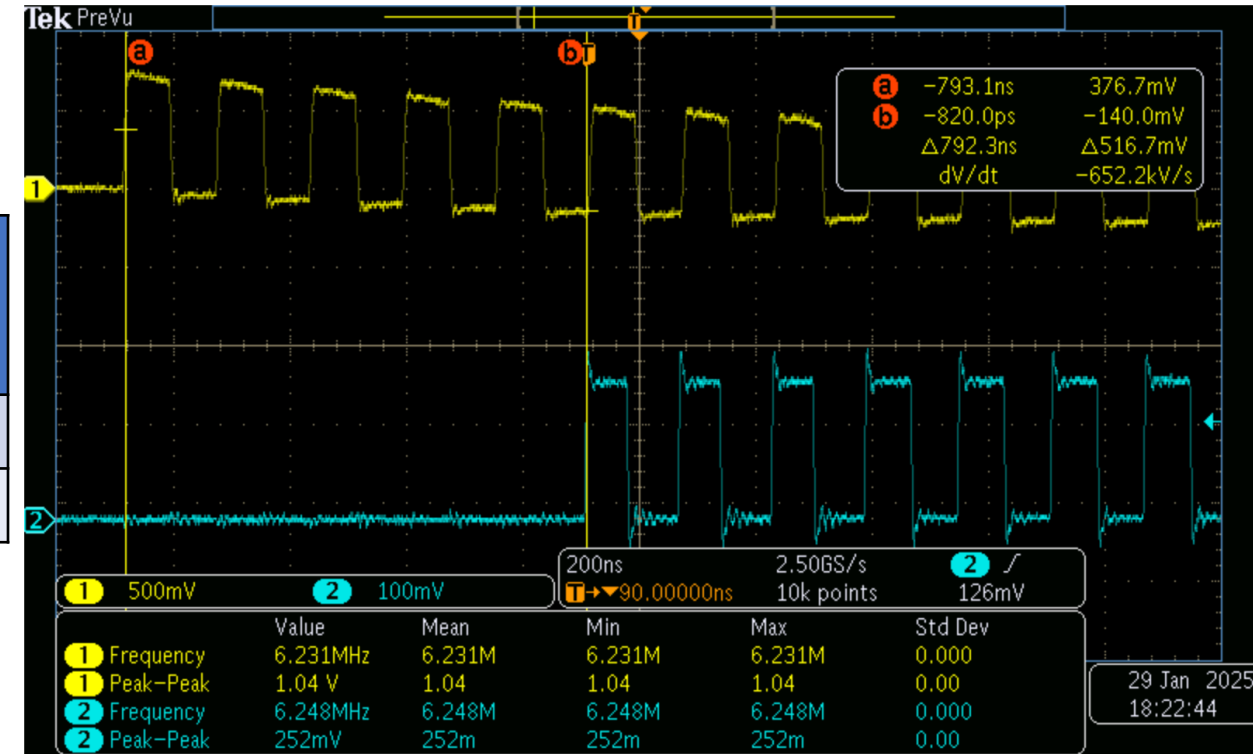 Tek PreVu
T
a
b T
a −793.1ns 376.7mV
b −820.0ps −140.0mV
△792.3ns △516.7mV
dV/dt −652.2kV/s
1
2
200ns 2.50GS/s 2
1 500mV 2 100mV T→▼90.00000ns 10k points 126mV
Value Mean Min Max Std Dev
1 Frequency 6.231MHz 6.231M 6.231M 6.231M 0.000
1 Peak−Peak 1.04 V 1.04 1.04 1.04 0.00
2 Frequency 6.248MHz 6.248M 6.248M 6.248M 0.000
2 Peak−Peak 252mV 252m 252m 252m 0.00
29 Jan 2025
18:22:44